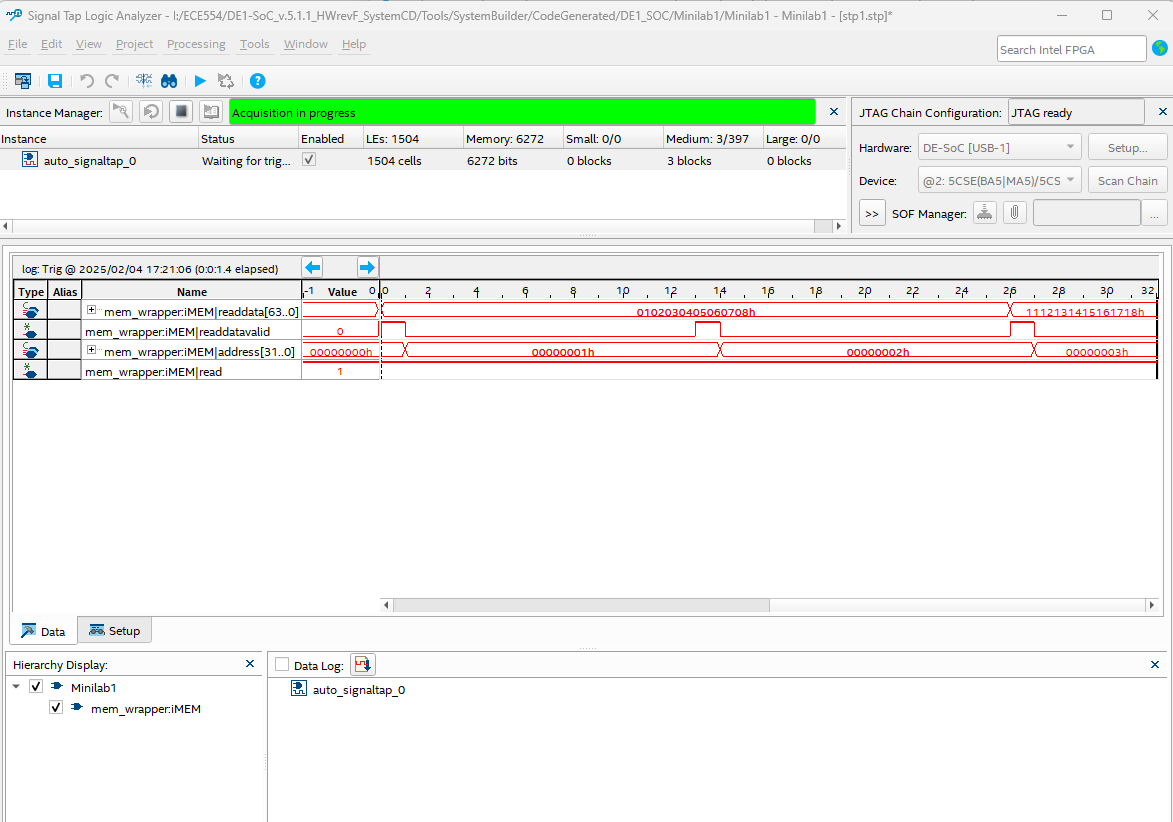 Signal Tap Logic Analyzer - I:/ECE554/DE1-SoC_v.5.1.1_HWrevF_SystemCD/Tools/SystemBuilder/CodeGenerated/DE1_SOC/Minilab1/Minilab1 - Minilab1 - [stp1.stp]*
File Edit View Project Processing Tools Window Help
Search Intel FPGA
Instance Manager: Acquisition in progress
JTAG Chain Configuration: JTAG ready
Instance Status Enabled LEs: 1504 Memory: 6272 Small: 0/0 Medium: 3/397 Large: 0/0
auto_signaltap_0 Waiting for trig... 1504 cells 6272 bits 0 blocks 3 blocks 0 blocks
Hardware: DE-SoC [USB-1] Setup...
Device: @2: 5CSE(BA5|MA5)/5CS Scan Chain
>> SOF Manager: ...
log: Trig @ 2025/02/04 17:21:06 (0:0:1.4 elapsed)
Type Alias Name -1 Value 0 0 2 4 6 8 10 12 14 16 18 20 22 24 26 28 30 32
mem_wrapper:iMEM|readdata[63..0] 0102030405060708h 1112131415161718h
mem_wrapper:iMEM|readdatavalid 0
mem_wrapper:iMEM|address[31..0] 00000000h 00000001h 00000002h 00000003h
mem_wrapper:iMEM|read 1
Data Setup
Hierarchy Display:
Minilab1
mem_wrapper:iMEM
Data Log:
auto_signaltap_0